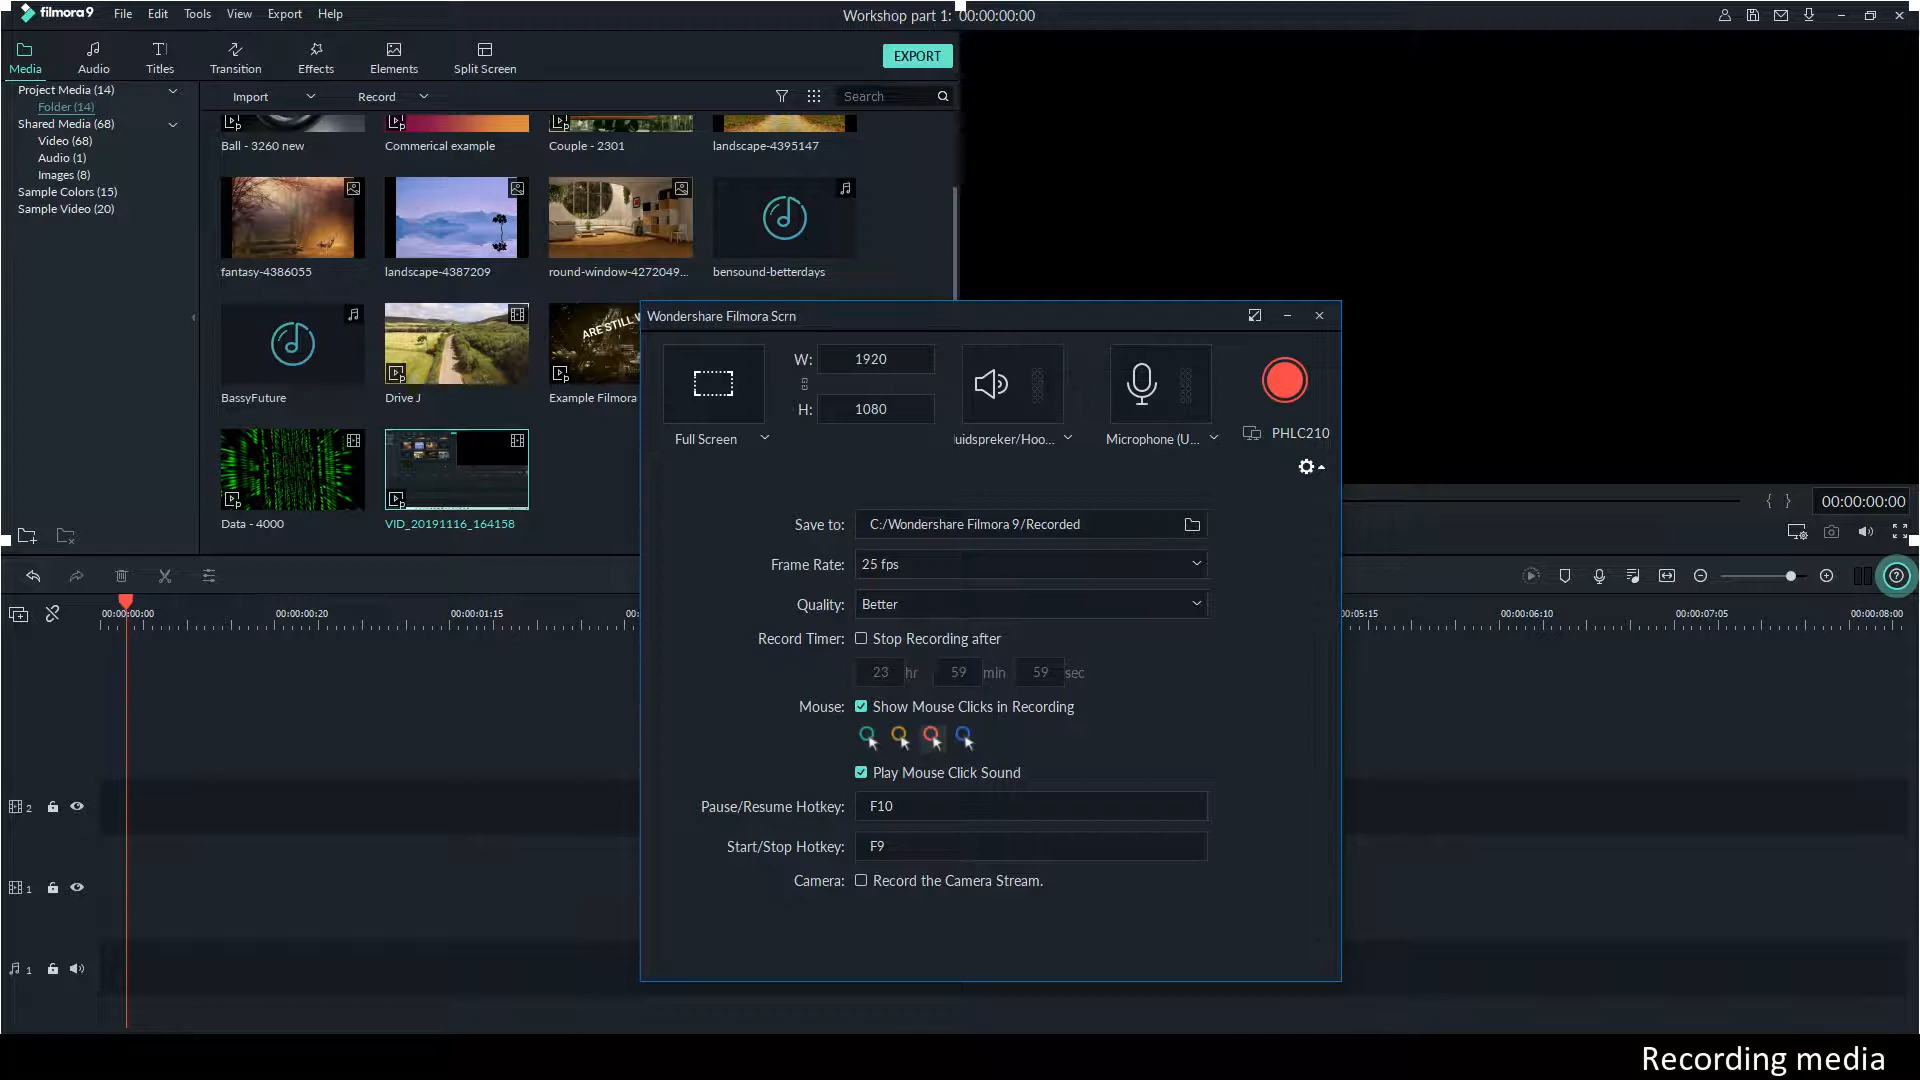 filmora9 File Edit Tools View Export Help Workshop part 1: 00:00:00:00
Media Audio Titles Transition Effects Elements Split Screen EXPORT
Project Media (14)
Folder (14)
Shared Media (68)
Video (68)
Audio (1)
Images (8)
Sample Colors (15)
Sample Video (20)
Import Record Search
Ball - 3260 new Commerical example Couple - 2301 landscape-4395147
fantasy-4386055 landscape-4387209 round-window-4272049... bensound-betterdays
ARE STILL
BassyFuture Drive J Example Filmora
Data - 4000 VID_20191116_164158
Wondershare Filmora Scrn
W: 1920
H: 1080
Full Screen uidspreker/Hoo... Microphone (U... PHLC210
Save to: C:/Wondershare Filmora 9/Recorded
Frame Rate: 25 fps
Quality: Better
Record Timer: Stop Recording after
23 hr 59 min 59 sec
Mouse: Show Mouse Clicks in Recording
Play Mouse Click Sound
Pause/Resume Hotkey: F10
Start/Stop Hotkey: F9
Camera: Record the Camera Stream.
{ } 00:00:00:00
00:00:00:00 00:00:00:20 00:00:01:15 00: 00:05:15 00:00:06:10 00:00:07:05 00:00:08:00
2
1
1
Recording media